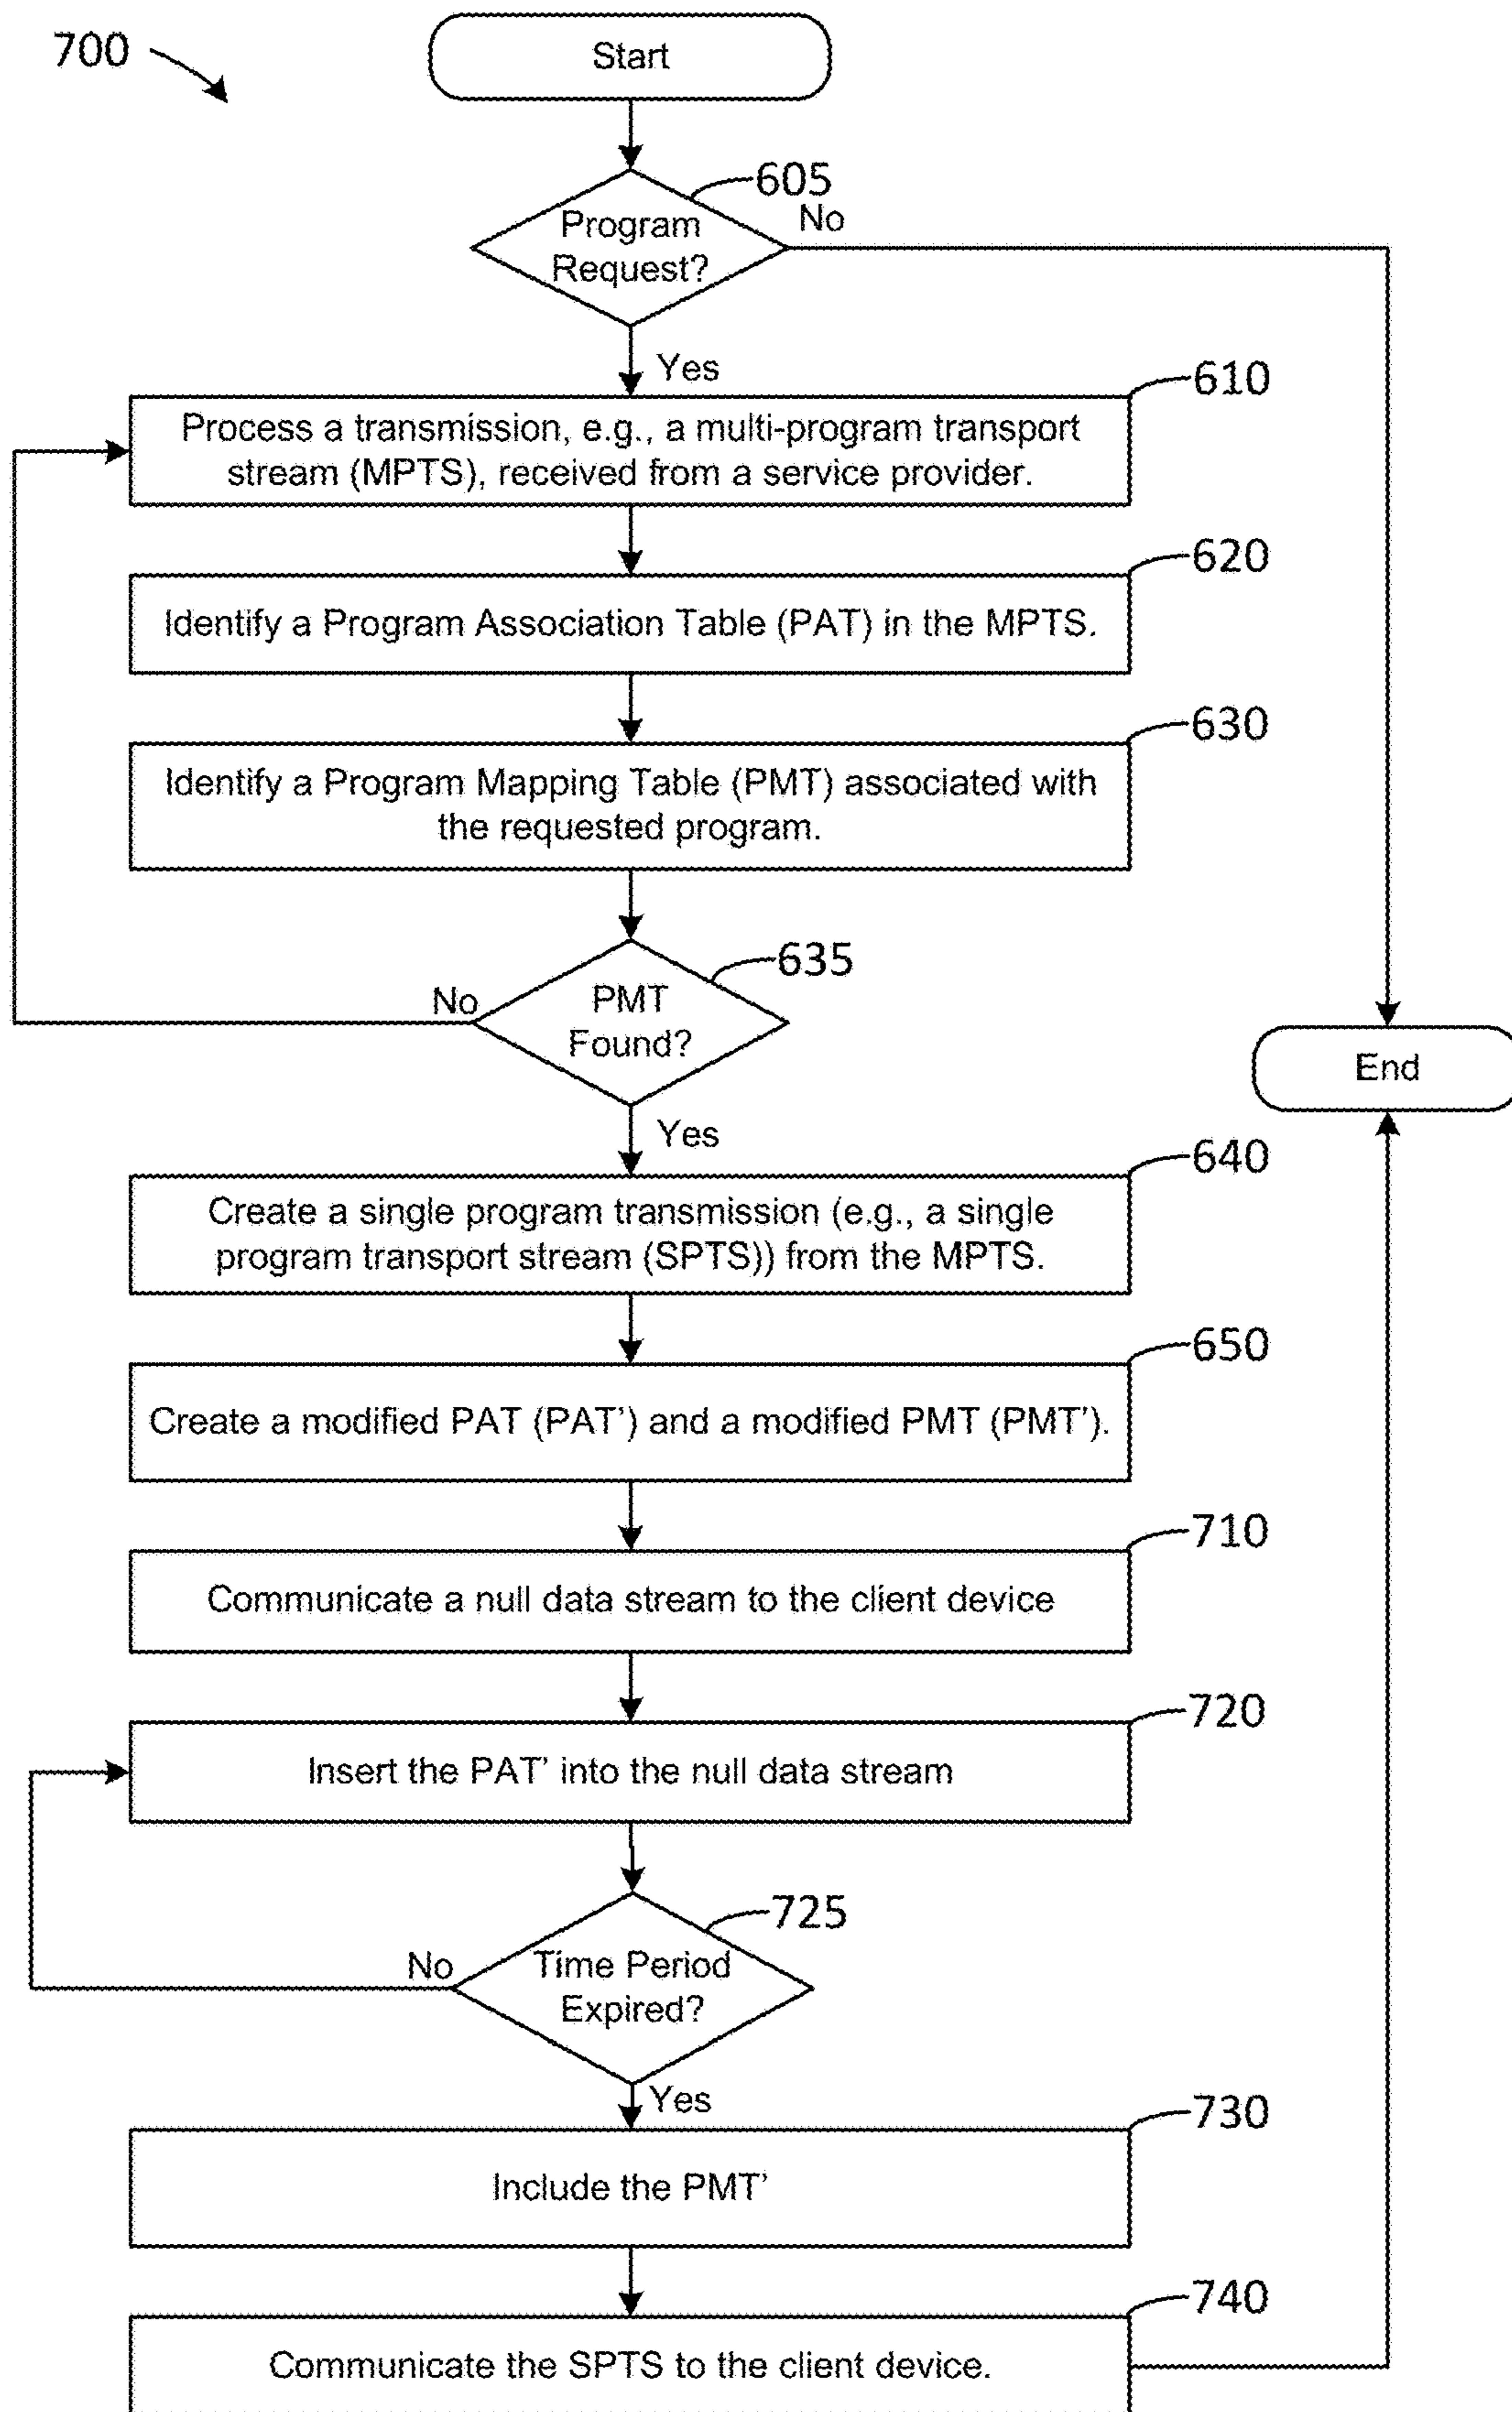 700
Start
605
Program
Request?
No
Yes
610
Process a transmission, e.g., a multi-program transport
stream (MPTS), received from a service provider.
620
Identify a Program Association Table (PAT) in the MPTS.
630
Identify a Program Mapping Table (PMT) associated with
the requested program.
635
PMT
Found?
No
End
Yes
640
Create a single program transmission (e.g., a single
program transport stream (SPTS)) from the MPTS.
650
Create a modified PAT (PAT’) and a modified PMT (PMT’).
710
Communicate a null data stream to the client device
720
Insert the PAT’ into the null data stream
725
Time Period
Expired?
No
Yes
730
Include the PMT’
740
Communicate the SPTS to the client device.